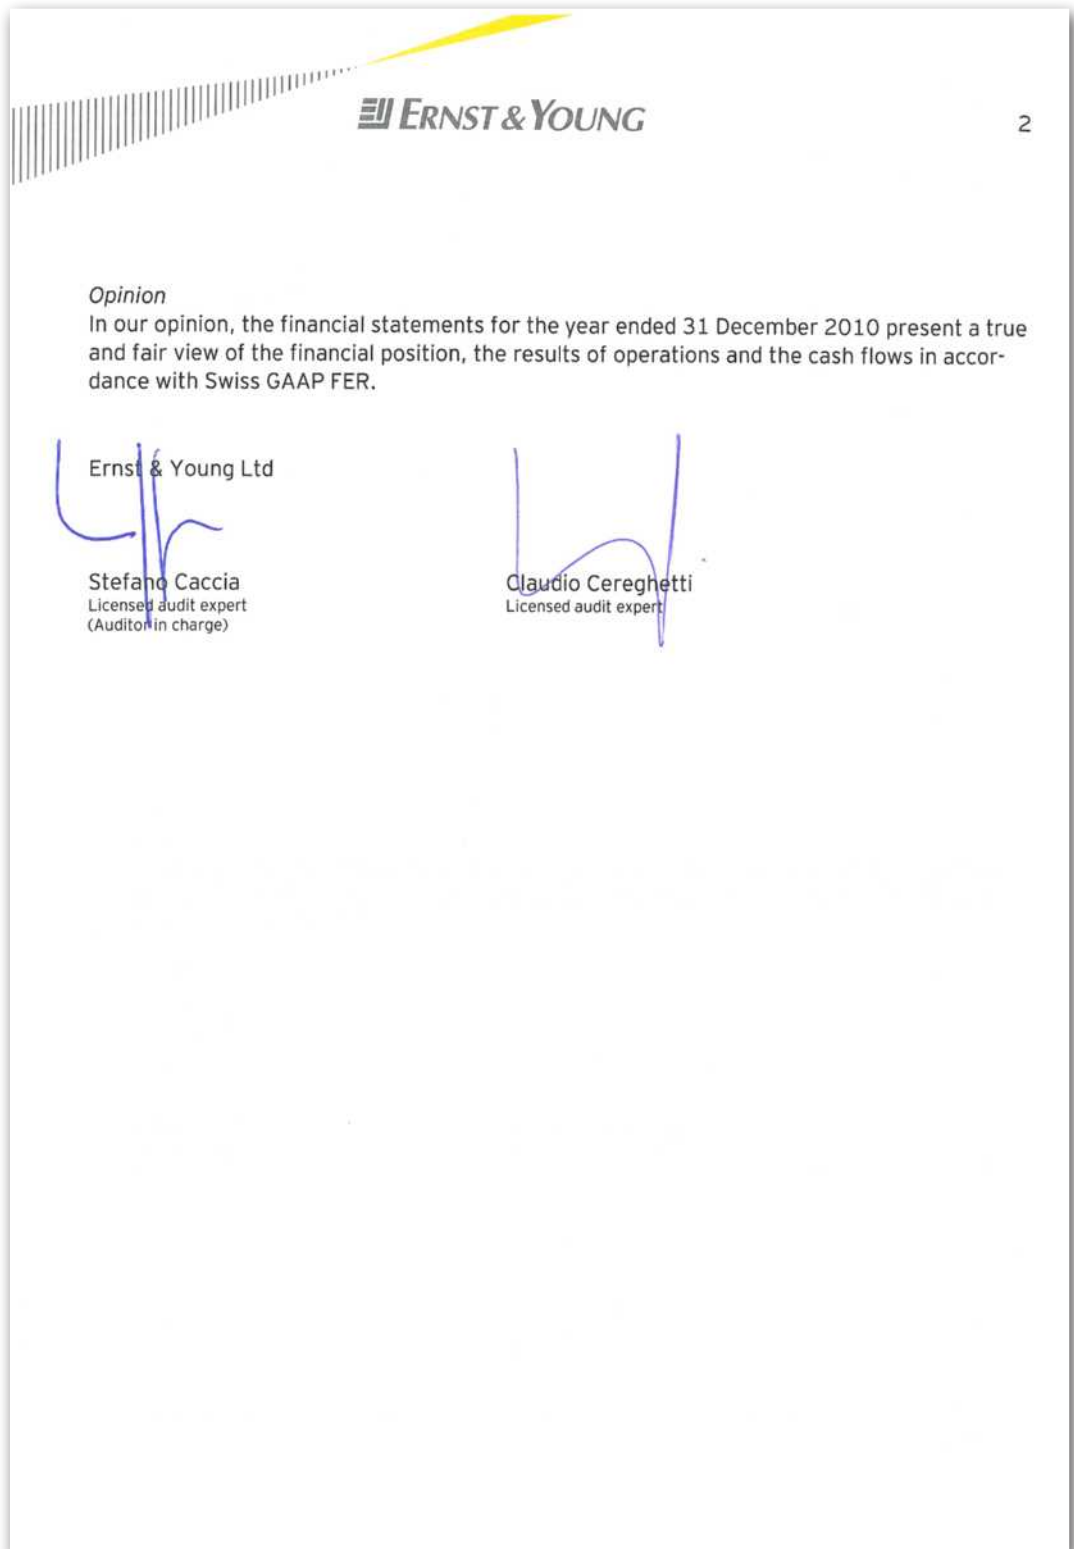 ERNST & YOUNG
2
Opinion
In our opinion, the financial statements for the year ended 31 December 2010 present a true
and fair view of the financial position, the results of operations and the cash flows in accor-
dance with Swiss GAAP FER.
Ernst & Young Ltd
Stefano Caccia
Licensed audit expert
(Auditor in charge)
Claudio Cereghetti
Licensed audit expert